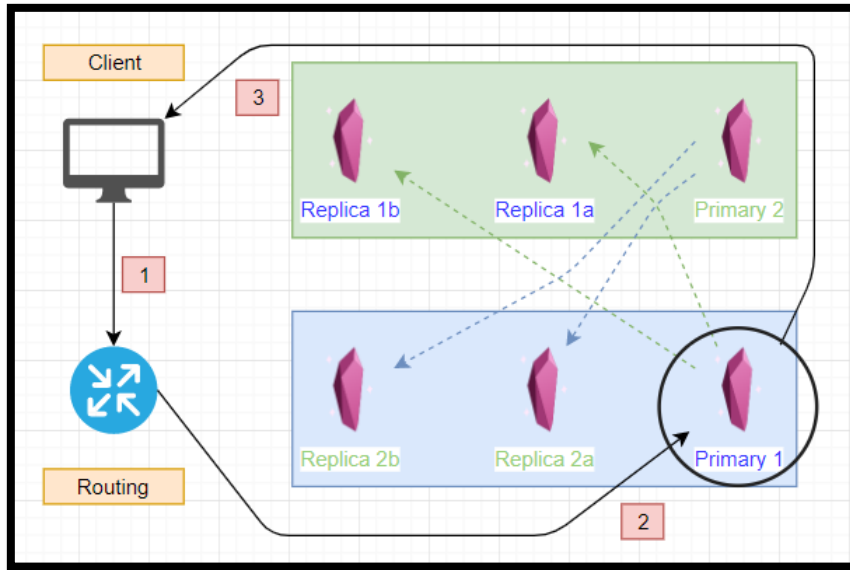 Client
3
Replica 1b
Replica 1a
Primary 2
1
Replica 2b
Replica 2a
Primary 1
Routing
2